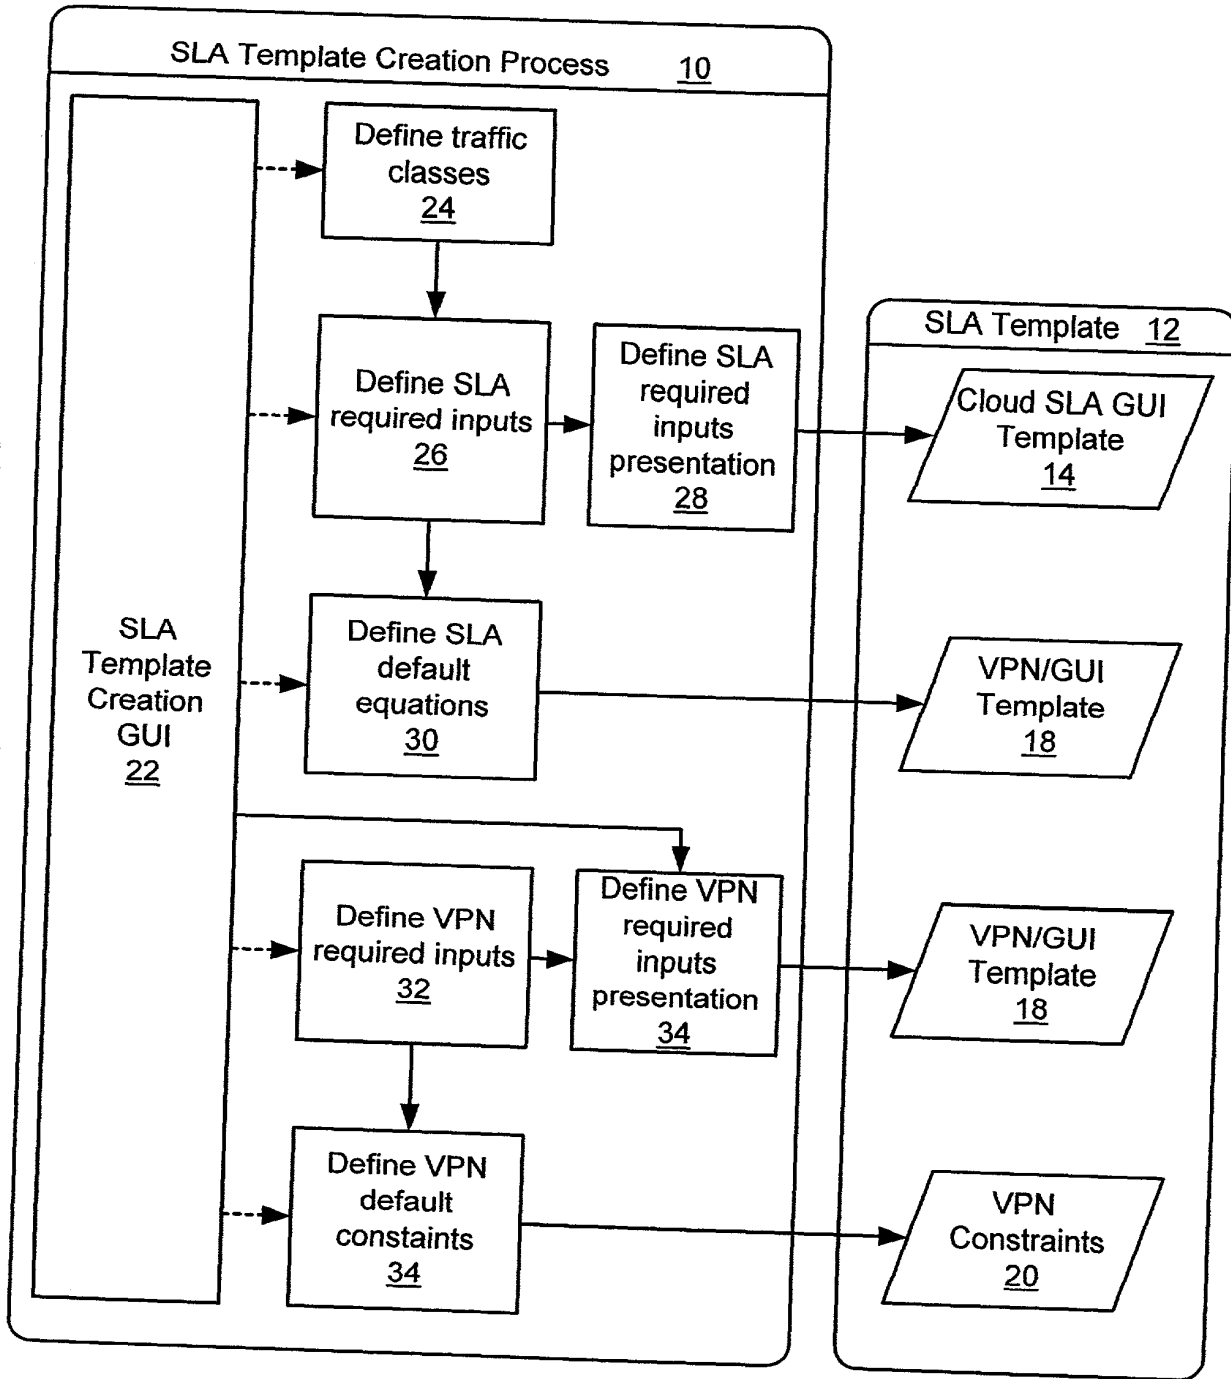 SLA Template Creation Process 10
Define traffic
classes
24
SLA Template 12
Define SLA
required inputs
26
Define SLA
required
inputs
presentation
28
Cloud SLA GUI
Template
14
SLA
Template
Creation
GUI
22
Define SLA
default
equations
30
VPN/GUI
Template
18
Define VPN
required inputs
32
Define VPN
required
inputs
presentation
34
VPN/GUI
Template
18
Define VPN
default
constaints
34
VPN
Constraints
20